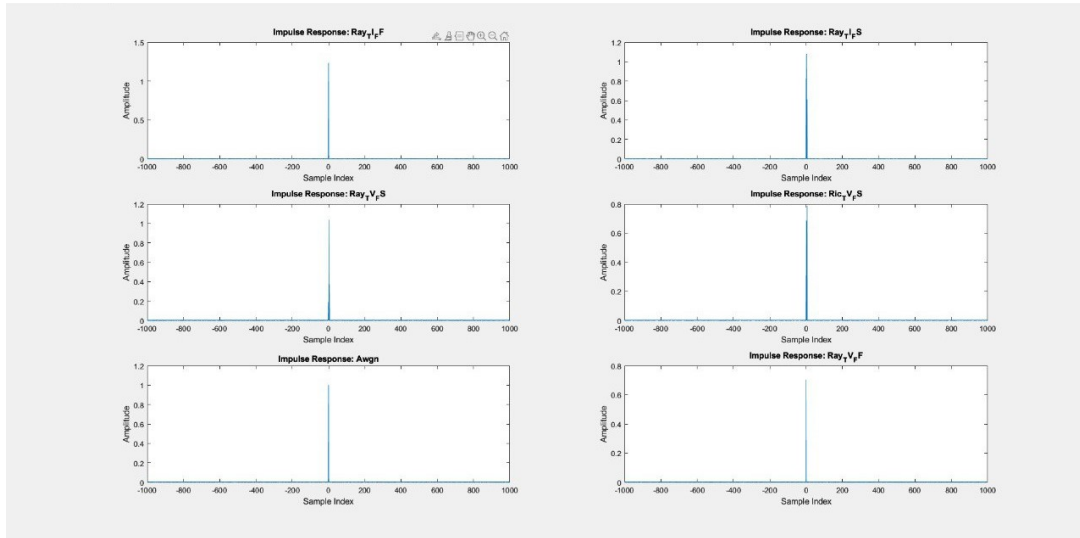 Impulse Response: Ray_T I_F F
1.5
1
0.5
0
Amplitude
-1000 -800 -600 -400 -200 0 200 400 600 800 1000
Sample Index
Impulse Response: Ray_T I_F S
1.2
1
0.8
0.6
0.4
0.2
0
Amplitude
-1000 -800 -600 -400 -200 0 200 400 600 800 1000
Sample Index
Impulse Response: Ray_T V_F S
1.2
1
0.8
0.6
0.4
0.2
0
Amplitude
-1000 -800 -600 -400 -200 0 200 400 600 800 1000
Sample Index
Impulse Response: Ric_T V_F S
0.8
0.6
0.4
0.2
0
Amplitude
-1000 -800 -600 -400 -200 0 200 400 600 800 1000
Sample Index
Impulse Response: Awgn
1.2
1
0.8
0.6
0.4
0.2
0
Amplitude
-1000 -800 -600 -400 -200 0 200 400 600 800 1000
Sample Index
Impulse Response: Ray_T V_F F
0.8
0.6
0.4
0.2
0
Amplitude
-1000 -800 -600 -400 -200 0 200 400 600 800 1000
Sample Index